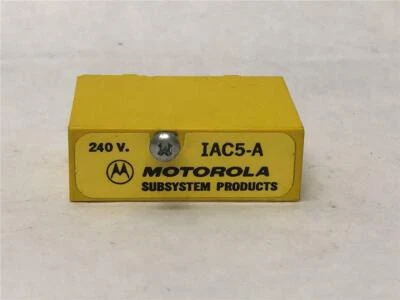 240 V. IAC5-A
MOTOROLA
SUBSYSTEM PRODUCTS